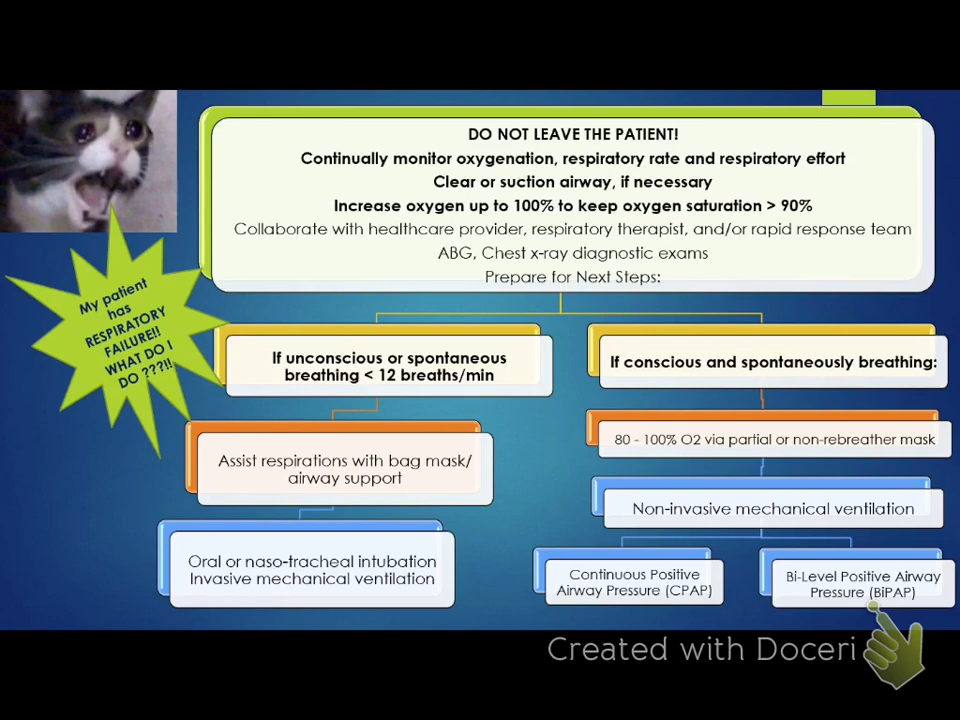 DO NOT LEAVE THE PATIENT!
Continually monitor oxygenation, respiratory rate and respiratory effort
Clear or suction airway, if necessary
Increase oxygen up to 100% to keep oxygen saturation > 90%
Collaborate with healthcare provider, respiratory therapist, and/or rapid response team
ABG, Chest x-ray diagnostic exams
Prepare for Next Steps:
My patient
has
RESPIRATORY
FAILURE!!
WHAT DO I
DO ???!!
If unconscious or spontaneous
breathing < 12 breaths/min
Assist respirations with bag mask/
airway support
Oral or naso-tracheal intubation
Invasive mechanical ventilation
If conscious and spontaneously breathing:
80 - 100% O2 via partial or non-rebreather mask
Non-invasive mechanical ventilation
Continuous Positive
Airway Pressure (CPAP)
Bi-Level Positive Airway
Pressure (BiPAP)
Created with Doceri